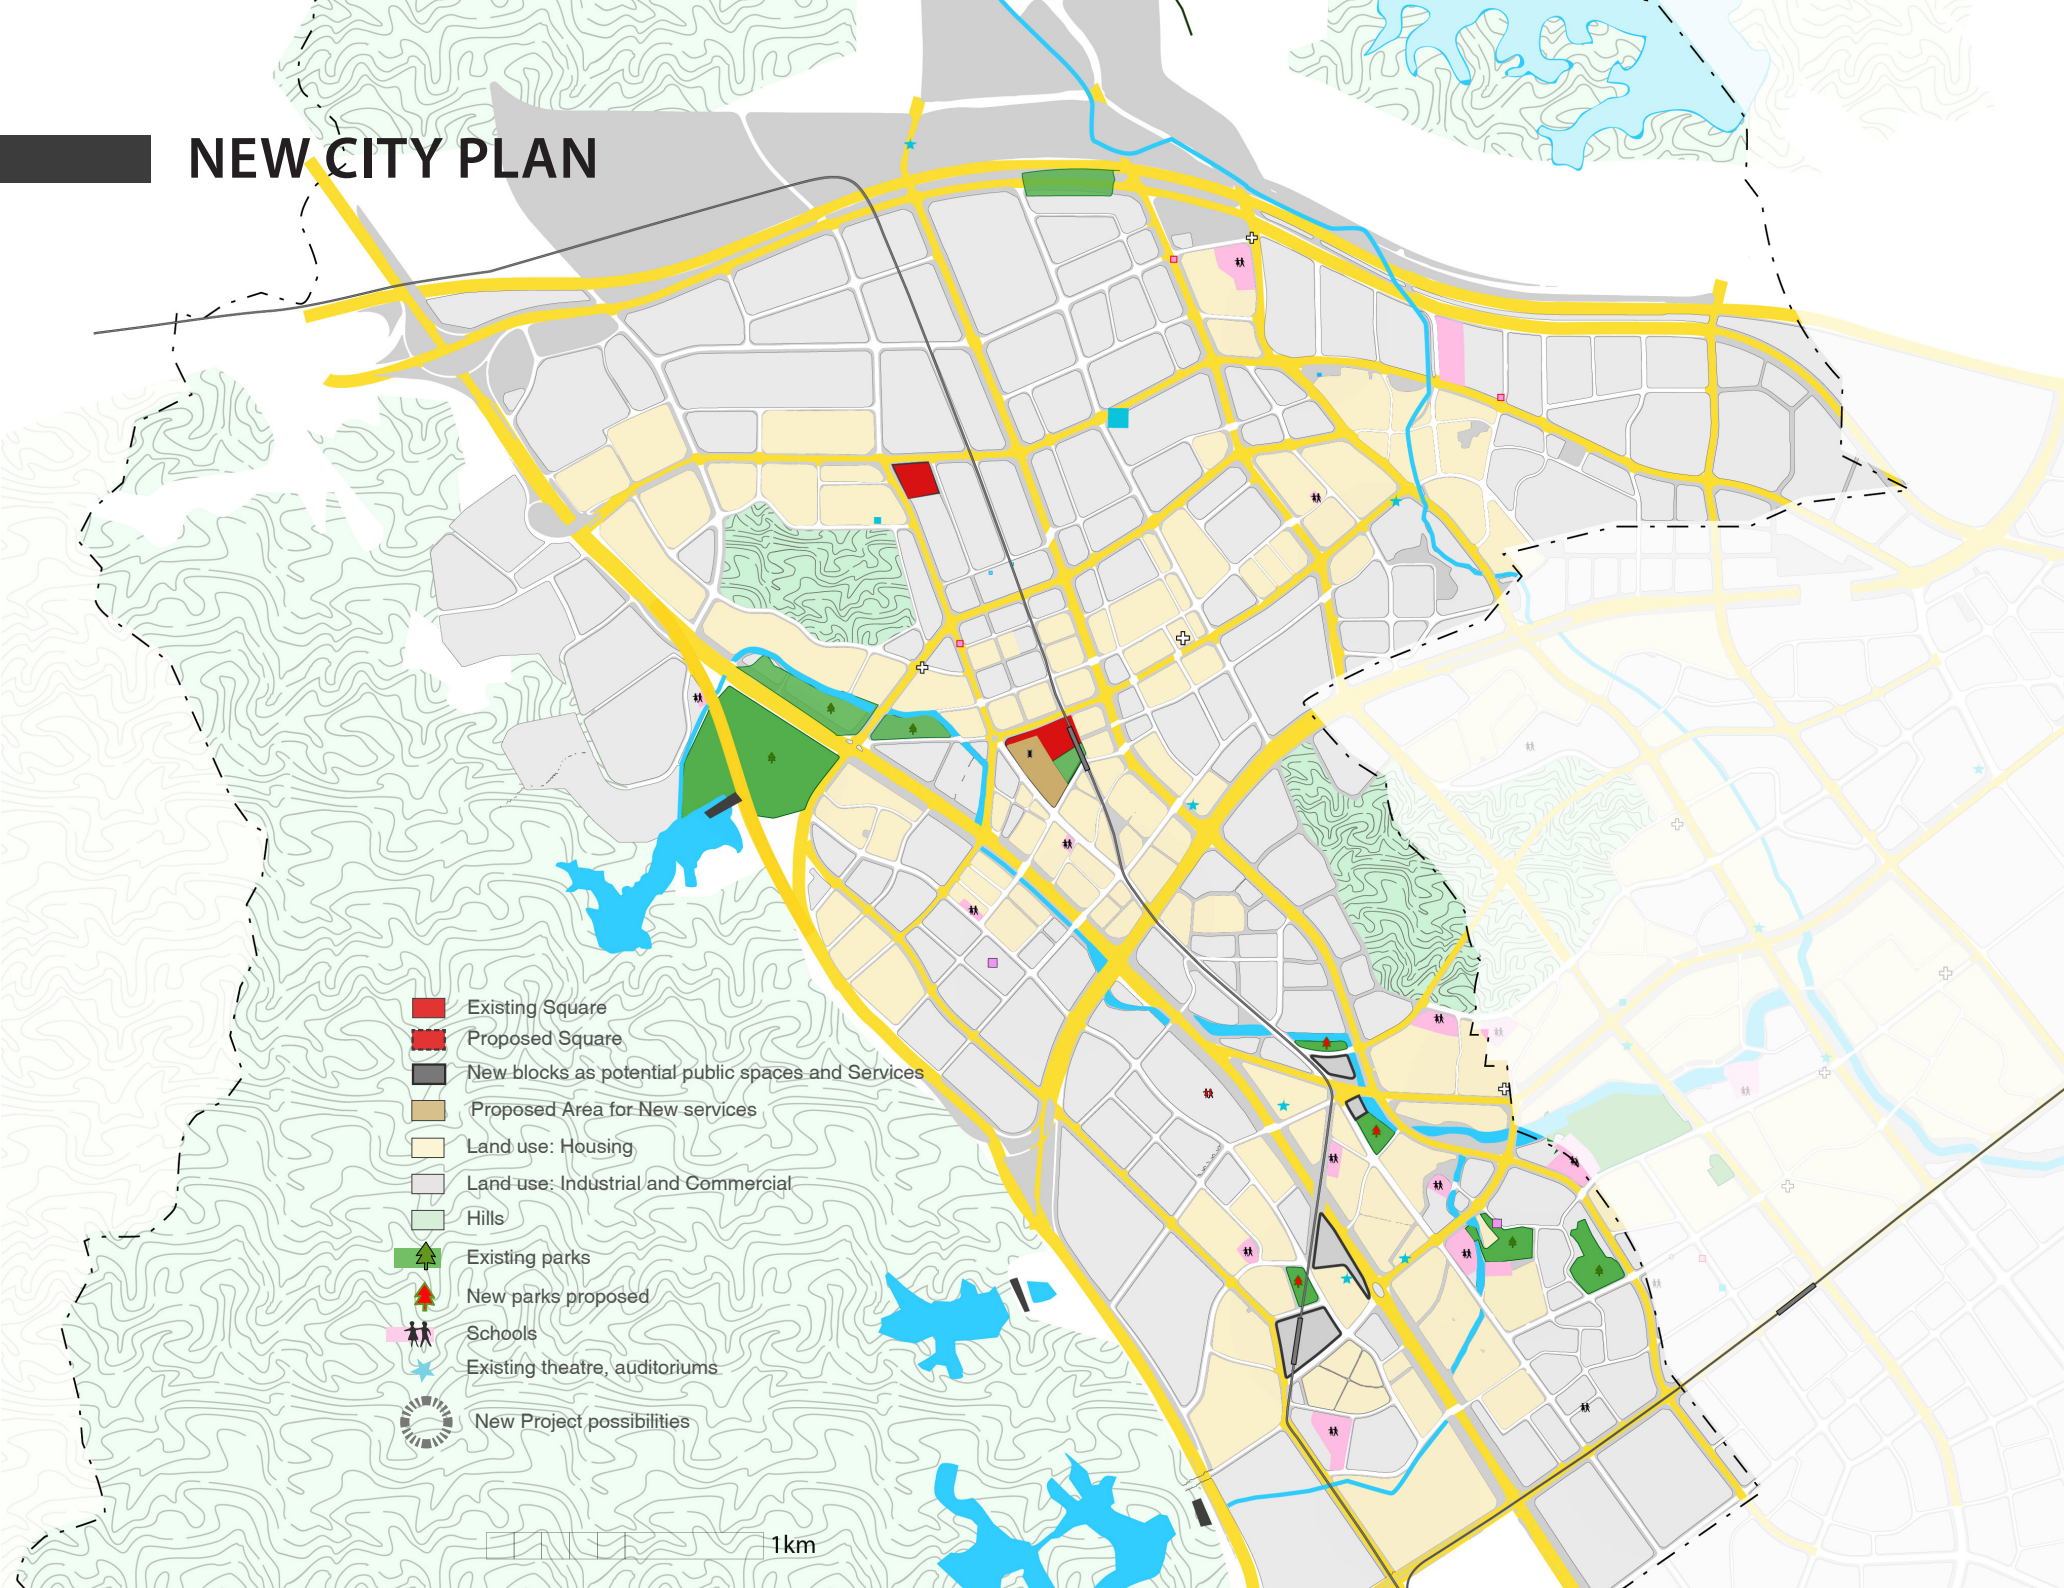 NEW CITY PLAN
Existing Square
Proposed Square
New blocks as potential public spaces and Services
Proposed Area for New services
Land use: Housing
Land use: Industrial and Commercial
Hills
Existing parks
New parks proposed
Schools
Existing theatre, auditoriums
New Project possibilities
1km